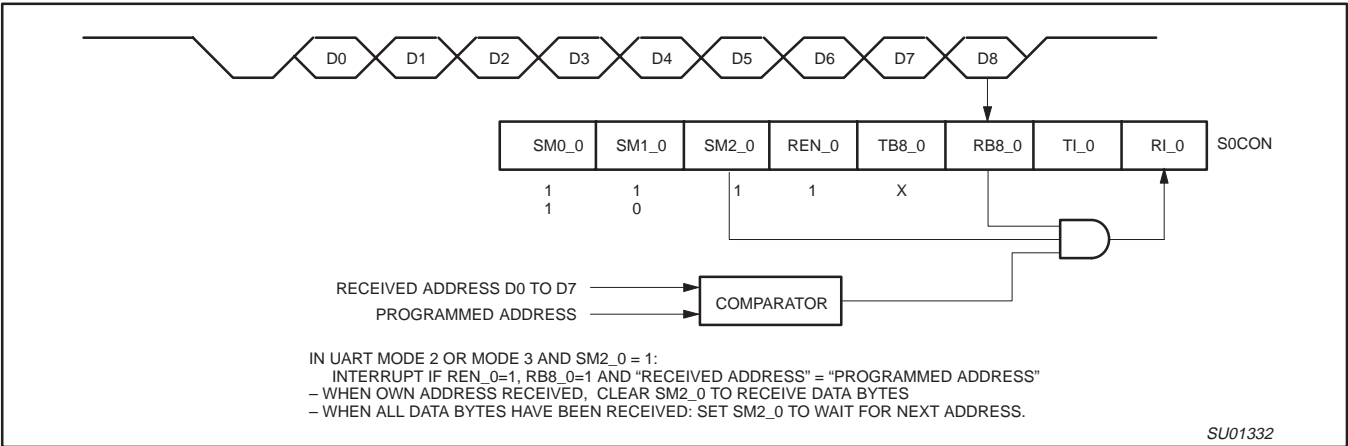 D0 D1 D2 D3 D4 D5 D6 D7 D8
SM0_0 SM1_0 SM2_0 REN_0 TB8_0 RB8_0 TI_0 RI_0 S0CON
1 1 1 1 X
1 0
RECEIVED ADDRESS D0 TO D7
PROGRAMMED ADDRESS
COMPARATOR
IN UART MODE 2 OR MODE 3 AND SM2_0 = 1:
INTERRUPT IF REN_0=1, RB8_0=1 AND “RECEIVED ADDRESS” = “PROGRAMMED ADDRESS”
– WHEN OWN ADDRESS RECEIVED, CLEAR SM2_0 TO RECEIVE DATA BYTES
– WHEN ALL DATA BYTES HAVE BEEN RECEIVED: SET SM2_0 TO WAIT FOR NEXT ADDRESS.
SU01332